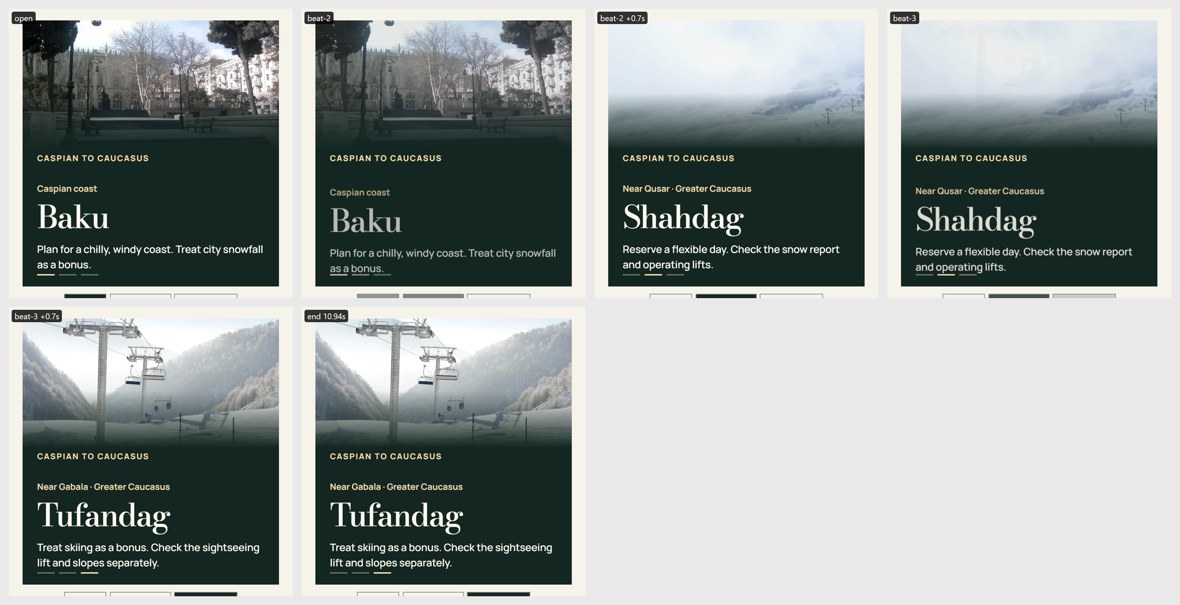 open
CASPIAN TO CAUCASUS
Caspian coast
Baku
Plan for a chilly, windy coast. Treat city snowfall
as a bonus.
beat-2
CASPIAN TO CAUCASUS
Caspian coast
Baku
Plan for a chilly, windy coast. Treat city snowfall
as a bonus.
beat-2 +0.7s
CASPIAN TO CAUCASUS
Near Qusar · Greater Caucasus
Shahdag
Reserve a flexible day. Check the snow report
and operating lifts.
beat-3
CASPIAN TO CAUCASUS
Near Qusar · Greater Caucasus
Shahdag
Reserve a flexible day. Check the snow report
and operating lifts.
beat-3 +0.7s
CASPIAN TO CAUCASUS
Near Gabala · Greater Caucasus
Tufandag
Treat skiing as a bonus. Check the sightseeing
lift and slopes separately.
end 10.94s
CASPIAN TO CAUCASUS
Near Gabala · Greater Caucasus
Tufandag
Treat skiing as a bonus. Check the sightseeing
lift and slopes separately.